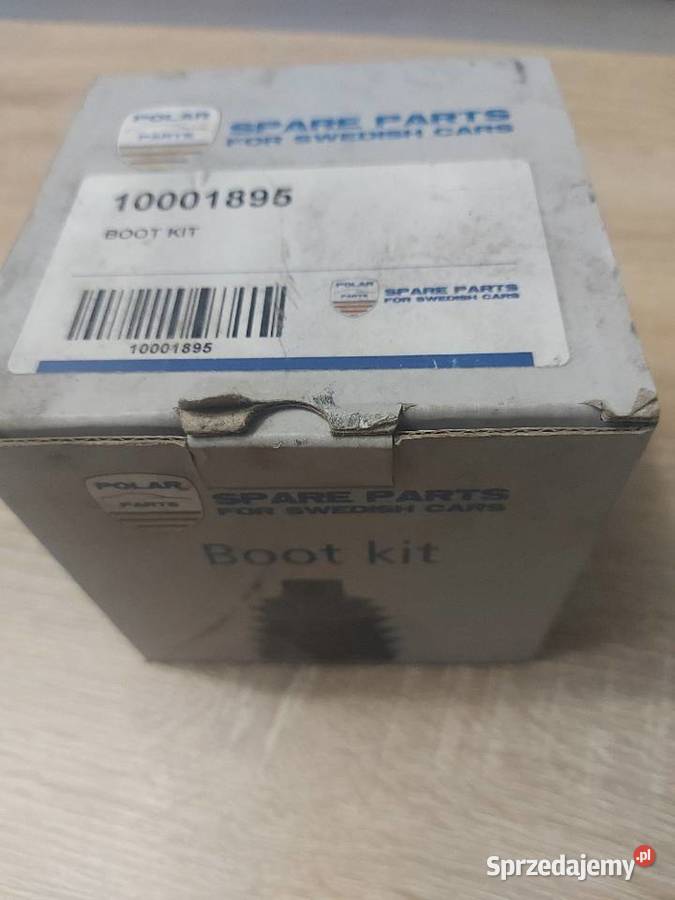 POLAR
PARTS
SPARE PARTS
FOR SWEDISH CARS
10001895
BOOT KIT
POLAR
PARTS
SPARE PARTS
FOR SWEDISH CARS
10001895
POLAR
PARTS
SPARE PARTS
FOR SWEDISH CARS
Boot kit
Sprzedajemy.pl